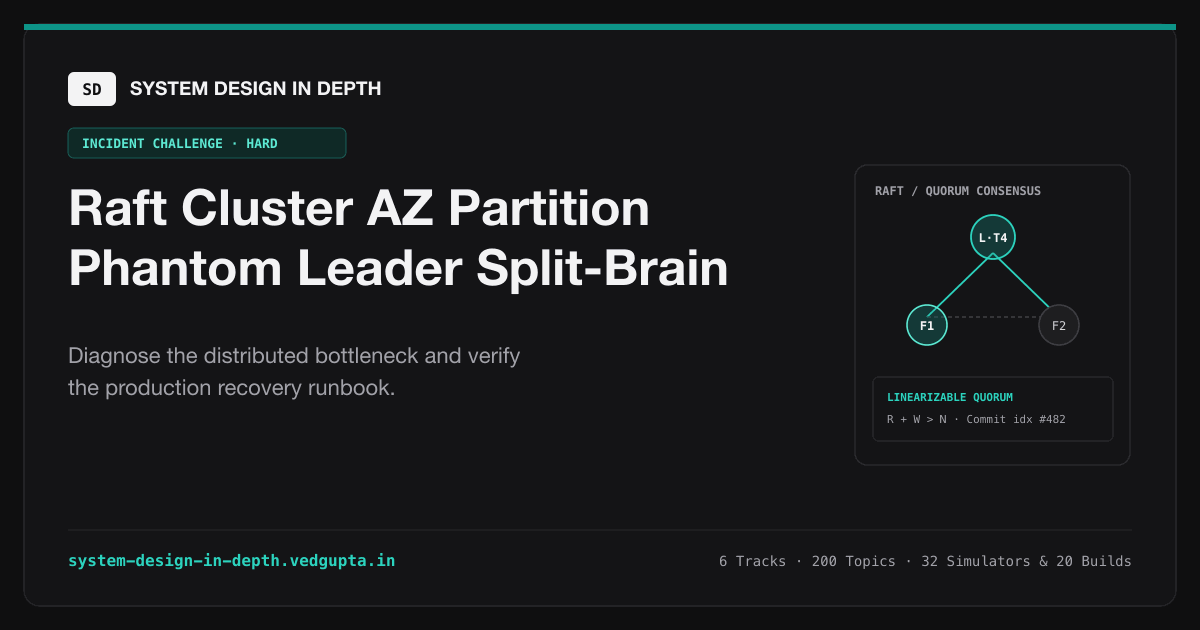 SD SYSTEM DESIGN IN DEPTH
INCIDENT CHALLENGE · HARD
Raft Cluster AZ Partition
Phantom Leader Split-Brain
Diagnose the distributed bottleneck and verify
the production recovery runbook.
RAFT / QUORUM CONSENSUS
L·T4
F1
F2
LINEARIZABLE QUORUM
R + W > N · Commit idx #482
system-design-in-depth.vedgupta.in
6 Tracks · 200 Topics · 32 Simulators & 20 Builds